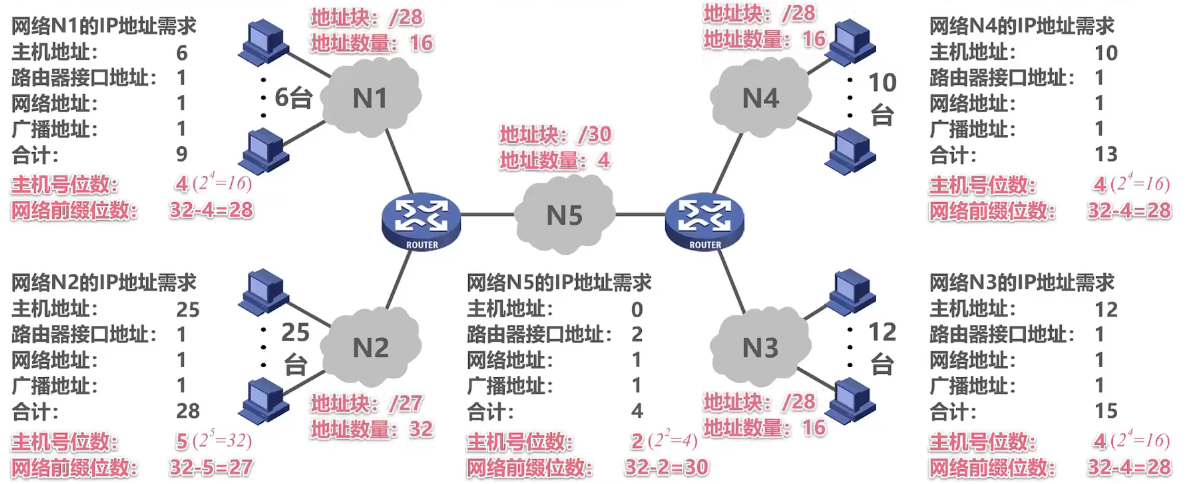 网络N1的IP地址需求
主机地址： 6
路由器接口地址： 1
网络地址： 1
广播地址： 1
合计： 9
主机号位数： 4 (2^4=16)
网络前缀位数： 32-4=28
6台
地址块：/28
地址数量：16
N1
地址块：/28
地址数量：16
N4
10
台
网络N4的IP地址需求
主机地址： 10
路由器接口地址： 1
网络地址： 1
广播地址： 1
合计： 13
主机号位数： 4 (2^4=16)
网络前缀位数： 32-4=28
地址块：/30
地址数量：4
N5
ROUTER
ROUTER
网络N2的IP地址需求
主机地址： 25
路由器接口地址： 1
网络地址： 1
广播地址： 1
合计： 28
主机号位数： 5 (2^5=32)
网络前缀位数： 32-5=27
25
台
N2
地址块：/27
地址数量：32
网络N5的IP地址需求
主机地址： 0
路由器接口地址： 2
网络地址： 1
广播地址： 1
合计： 4
主机号位数： 2 (2^2=4)
网络前缀位数： 32-2=30
N3
12
台
地址块：/28
地址数量：16
网络N3的IP地址需求
主机地址： 12
路由器接口地址： 1
网络地址： 1
广播地址： 1
合计： 15
主机号位数： 4 (2^4=16)
网络前缀位数： 32-4=28